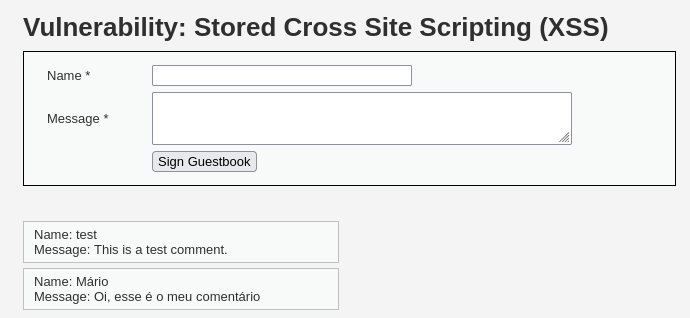 Vulnerability: Stored Cross Site Scripting (XSS)
Name *
Message *
Sign Guestbook
Name: test
Message: This is a test comment.
Name: Mário
Message: Oi, esse é o meu comentário